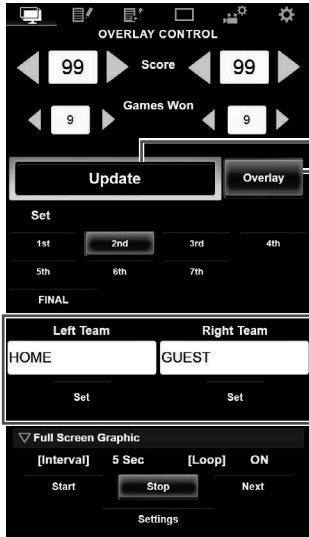 OVERLAY CONTROL
99 Score 99
Games Won
9 9
Update Overlay
Set
1st 2nd 3rd 4th
5th 6th 7th
FINAL
Left Team Right Team
HOME GUEST
Set Set
▽ Full Screen Graphic
[Interval] 5 Sec [Loop] ON
Start Stop Next
Settings